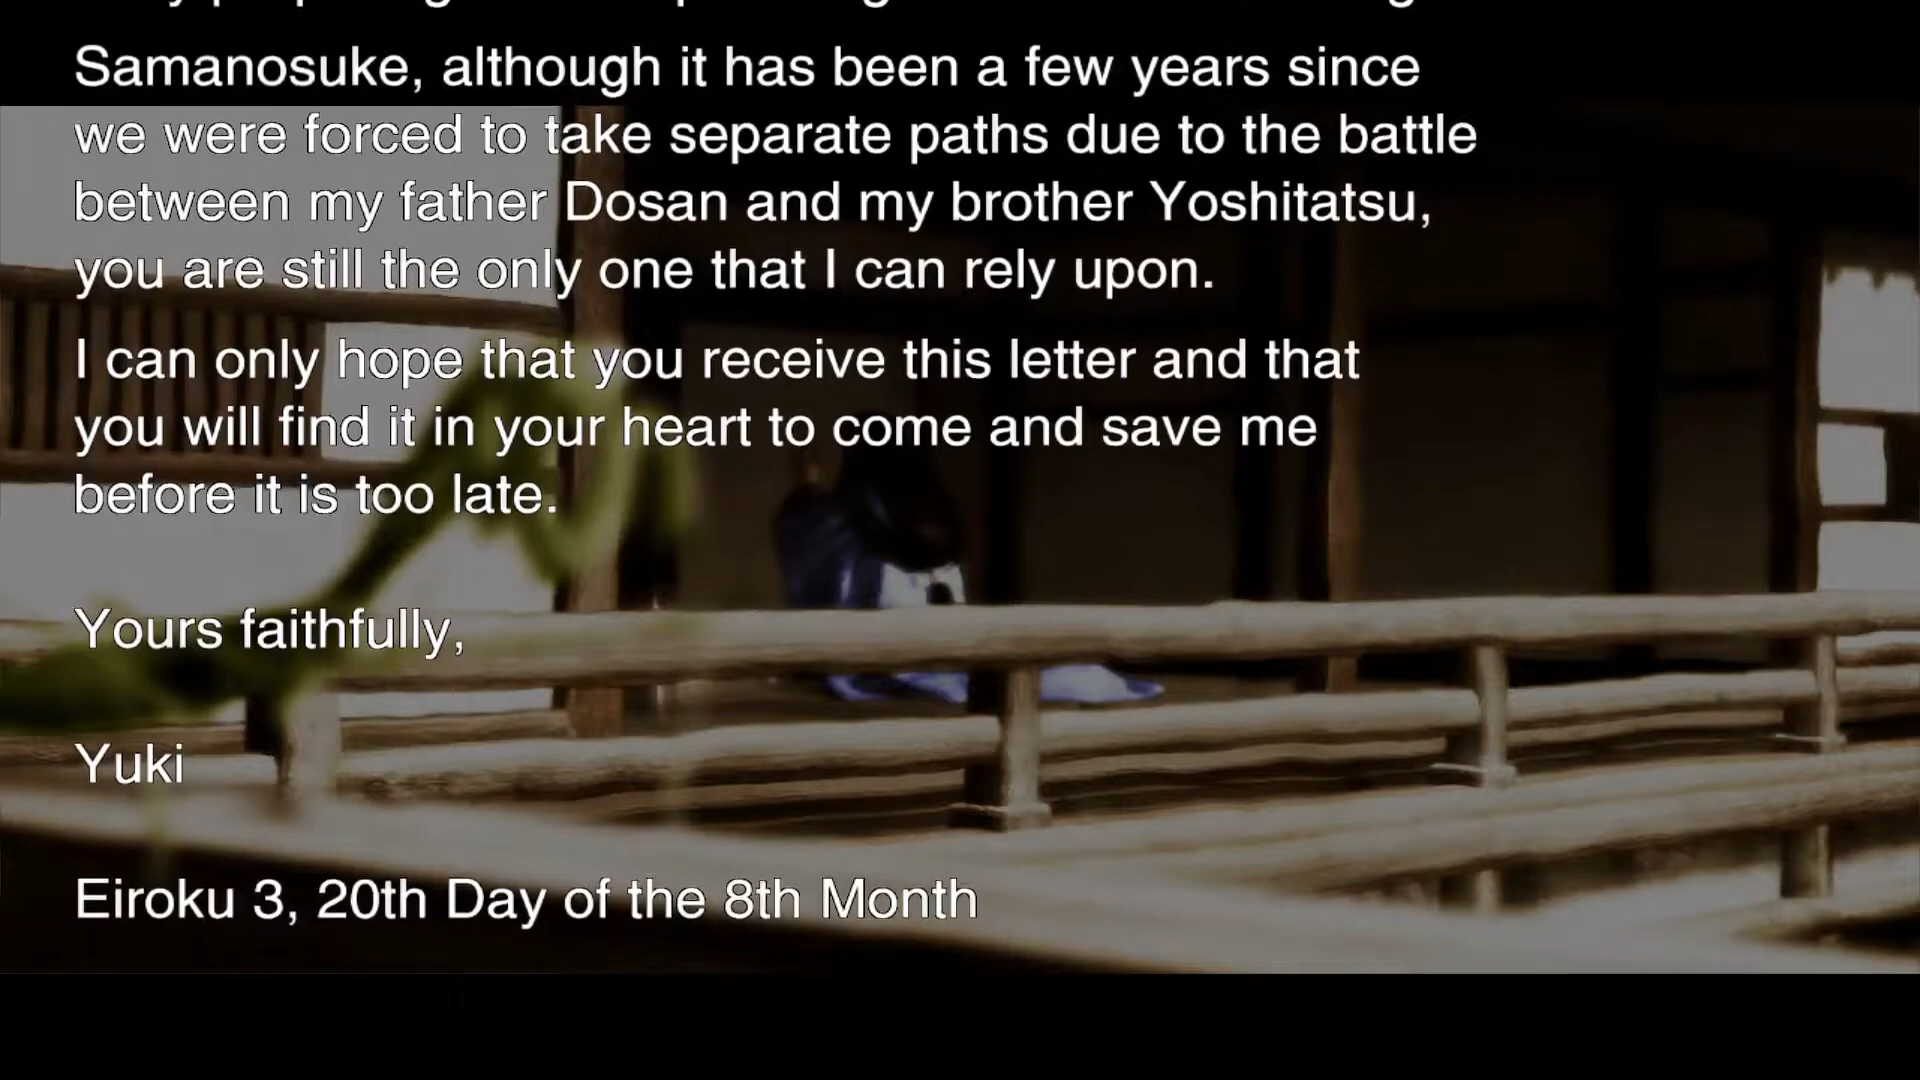 Samanosuke, although it has been a few years since
we were forced to take separate paths due to the battle
between my father Dosan and my brother Yoshitatsu,
you are still the only one that I can rely upon.
I can only hope that you receive this letter and that
you will find it in your heart to come and save me
before it is too late.
Yours faithfully,
Yuki
Eiroku 3, 20th Day of the 8th Month